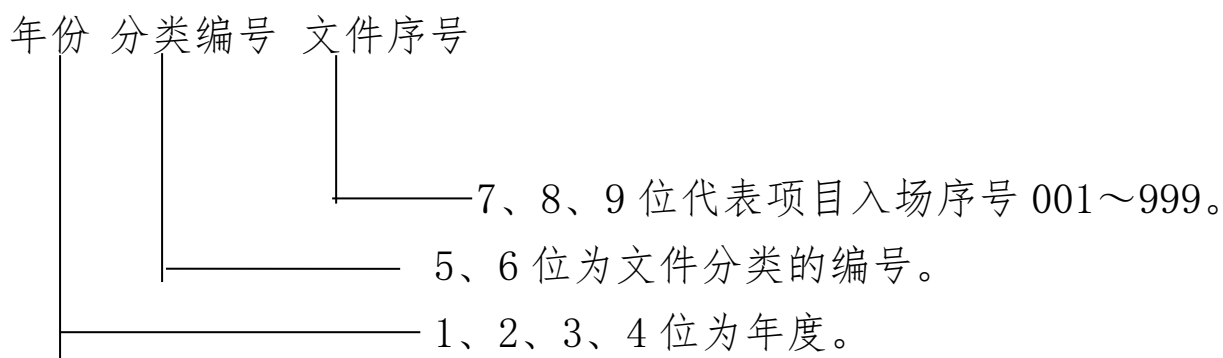 年份 分类编号 文件序号
7、8、9 位代表项目入场序号 001～999。
5、6 位为文件分类的编号。
1、2、3、4 位为年度。